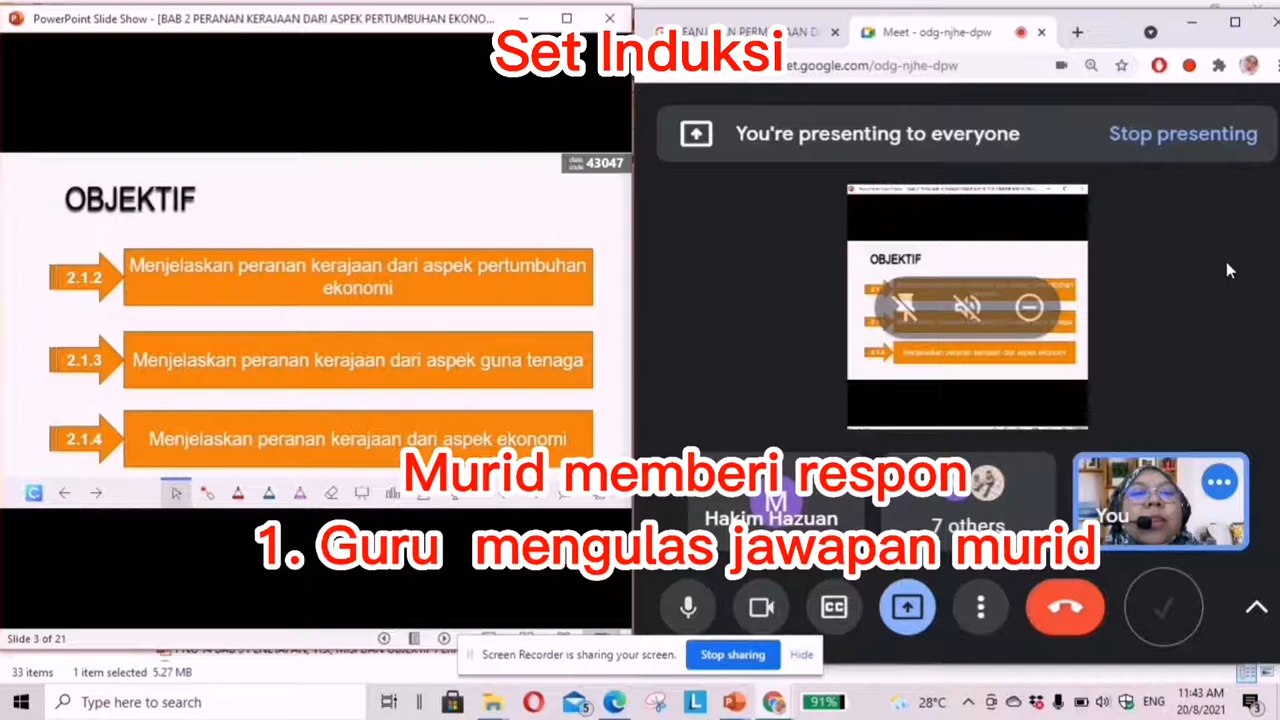 PowerPoint Slide Show - [BAB 2 PERANAN KERAJAAN DARI ASPEK PERTUMBUHAN EKONO...
Meet - odg-njhe-dpw
Set Induksi
et.google.com/odg-njhe-dpw
You're presenting to everyone
Stop presenting
class code 43047
OBJEKTIF
2.1.2
Menjelaskan peranan kerajaan dari aspek pertumbuhan
ekonomi
2.1.3
Menjelaskan peranan kerajaan dari aspek guna tenaga
2.1.4
Menjelaskan peranan kerajaan dari aspek ekonomi
OBJEKTIF
Murid memberi respon
M
Hakim Hazuan
7 others
You
1. Guru mengulas jawapan murid
Slide 3 of 21
33 items
1 item selected 5.27 MB
Screen Recorder is sharing your screen.
Stop sharing
Hide
Type here to search
91%
28°C
ENG
11:43 AM
20/8/2021